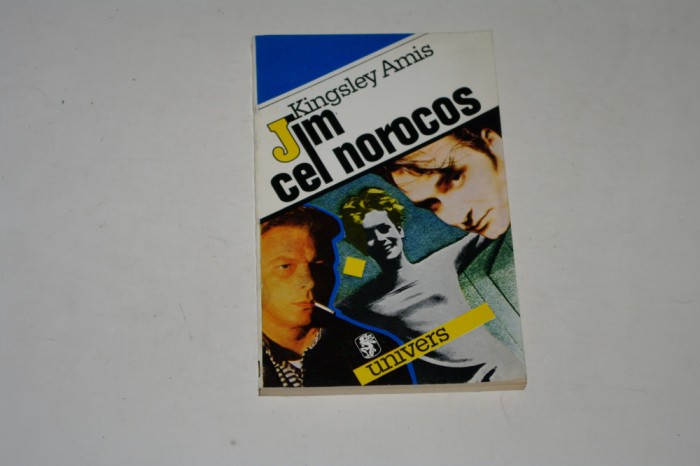 Kingsley Amis
Jim
cel norocos
univers